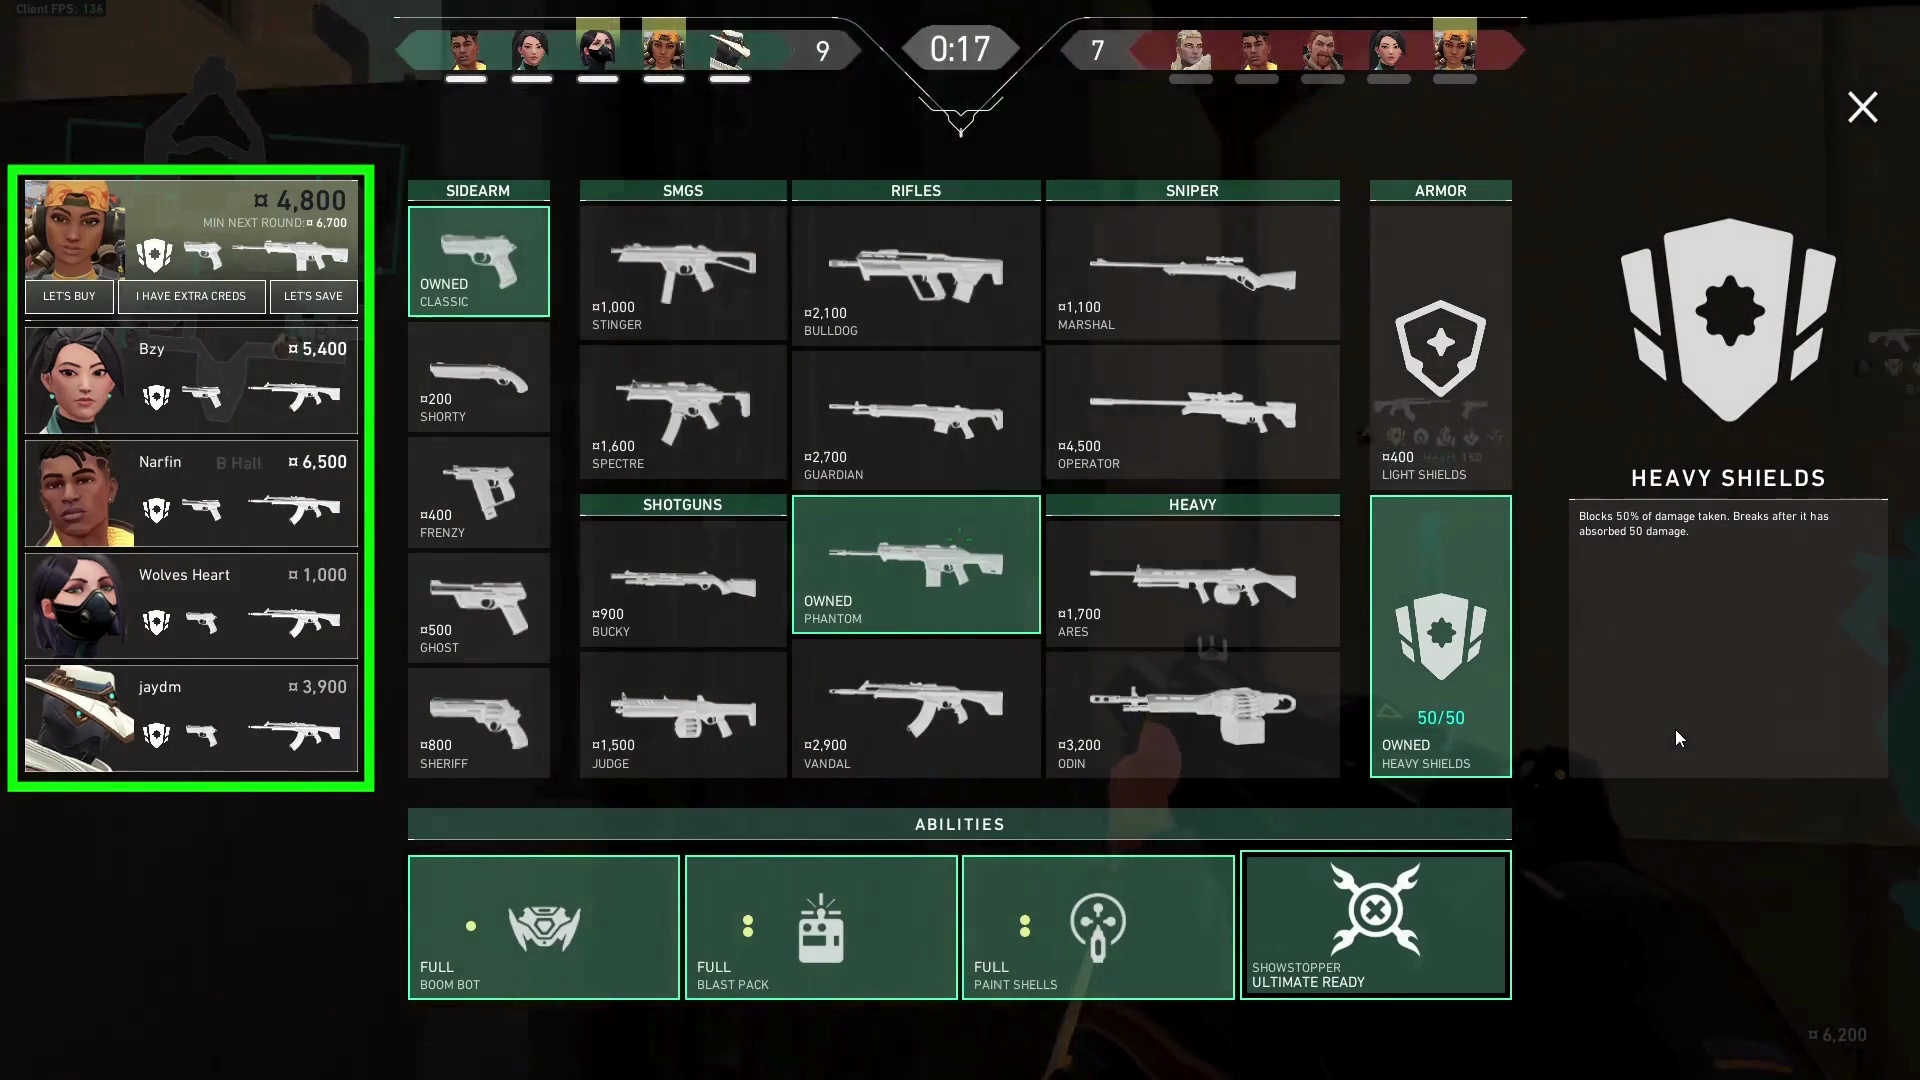 Client FPS: 136
9
0:17
7
¤ 4,800
MIN NEXT ROUND: ¤ 6,700
LET'S BUY
I HAVE EXTRA CREDS
LET'S SAVE
Bzy
¤ 5,400
Narfin
B Hall
¤ 6,500
Wolves Heart
¤ 1,000
jaydm
¤ 3,900
SIDEARM
OWNED
CLASSIC
¤200
SHORTY
¤400
FRENZY
¤500
GHOST
¤800
SHERIFF
SMGS
¤1,000
STINGER
¤1,600
SPECTRE
SHOTGUNS
¤900
BUCKY
¤1,500
JUDGE
RIFLES
¤2,100
BULLDOG
¤2,700
GUARDIAN
OWNED
PHANTOM
¤2,900
VANDAL
SNIPER
¤1,100
MARSHAL
¤4,500
OPERATOR
HEAVY
¤1,700
ARES
¤3,200
ODIN
ARMOR
¤400
LIGHT SHIELDS
50/50
OWNED
HEAVY SHIELDS
HEAVY SHIELDS
Blocks 50% of damage taken. Breaks after it has
absorbed 50 damage.
ABILITIES
FULL
BOOM BOT
FULL
BLAST PACK
FULL
PAINT SHELLS
SHOWSTOPPER
ULTIMATE READY
¤ 6,200